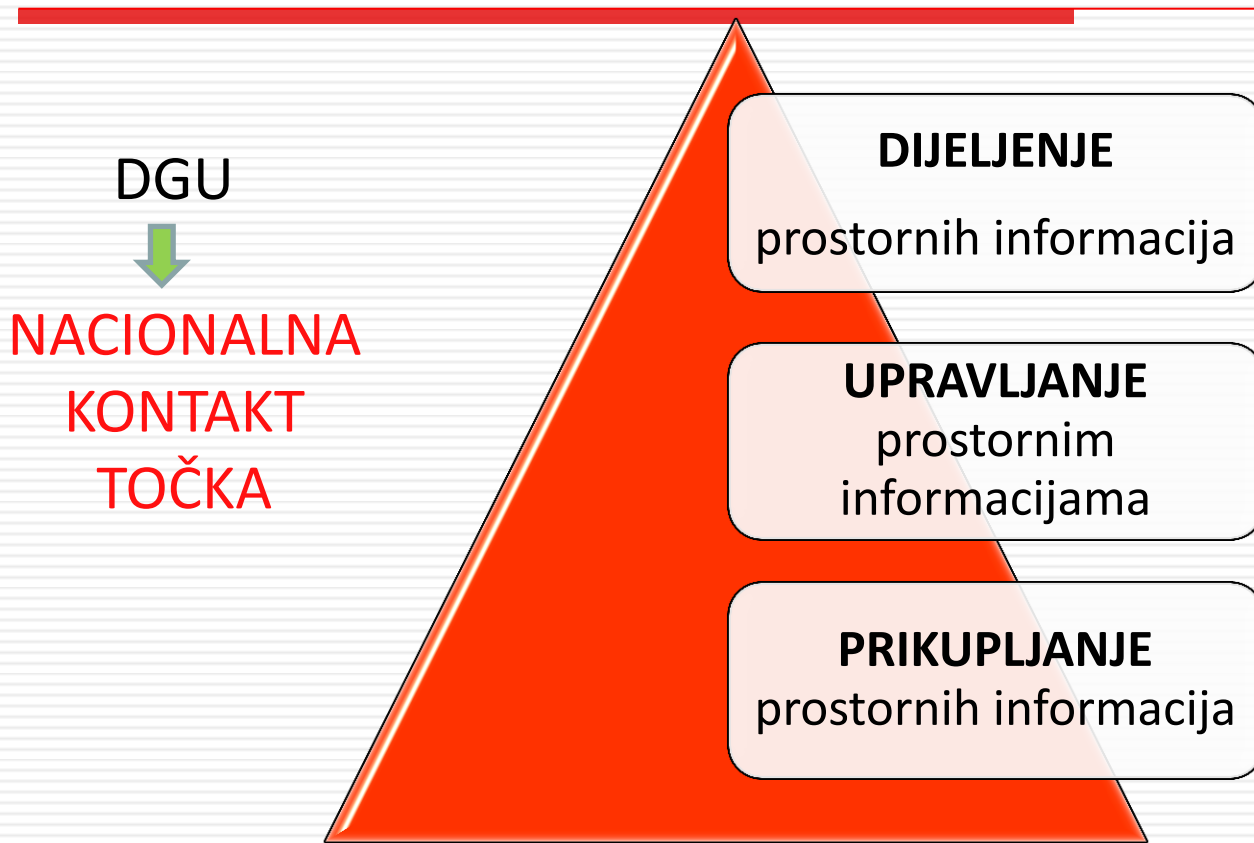 DGU
NACIONALNA
KONTAKT
TOČKA
DIJELJENJE
prostornih informacija
UPRAVLJANJE
prostornim
informacijama
PRIKUPLJANJE
prostornih informacija